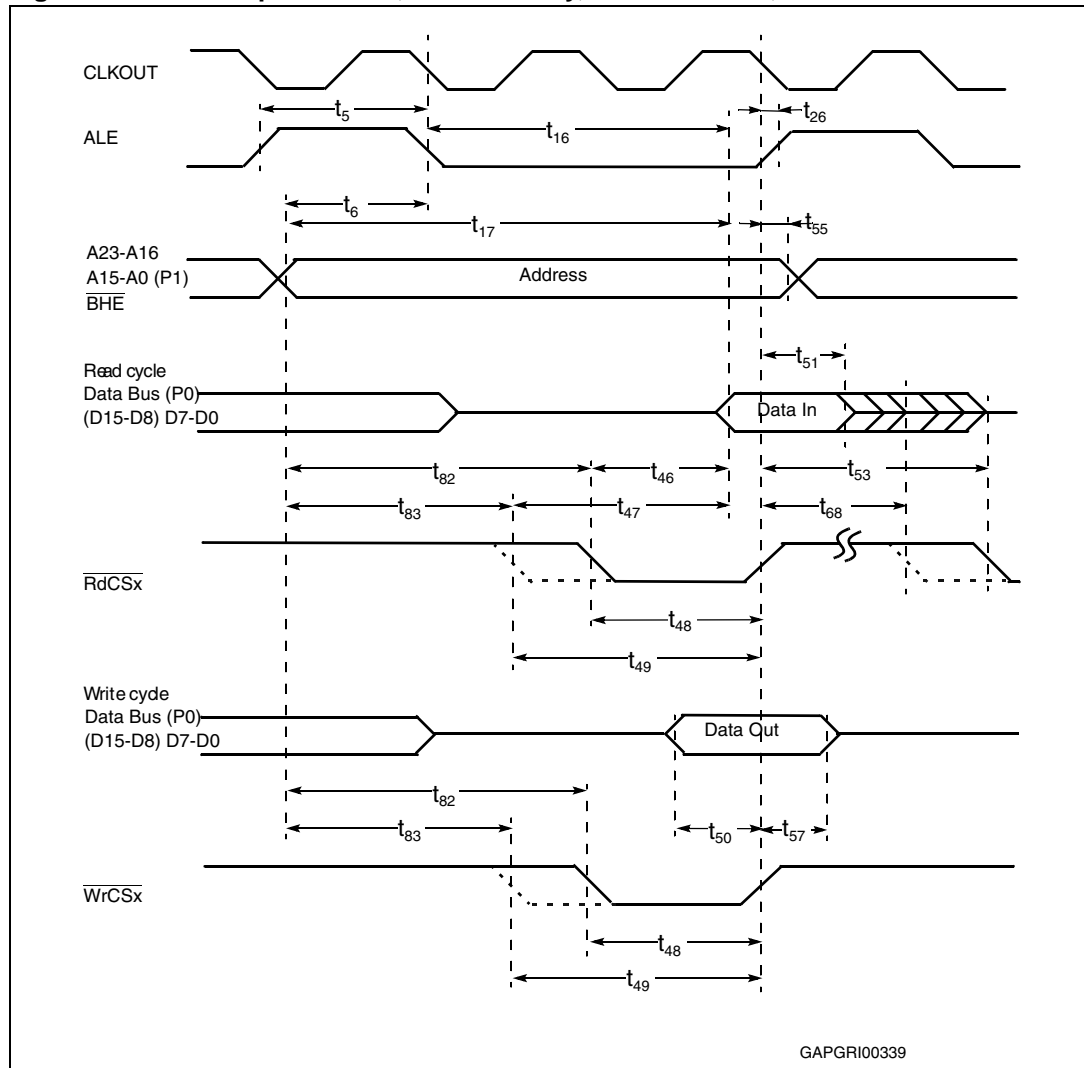 CLKOUT
t5
t26
ALE
t16
t6
t17
t55
A23-A16
A15-A0 (P1)
Address
BHE
t51
Read cycle
Data Bus (P0)
Data In
(D15-D8) D7-D0
t82
t46
t53
t83
t47
t68
RdCSx
t48
t49
Write cycle
Data Bus (P0)
Data Out
(D15-D8) D7-D0
t82
t83
t50
t57
WrCSx
t48
t49
GAPGRI00339